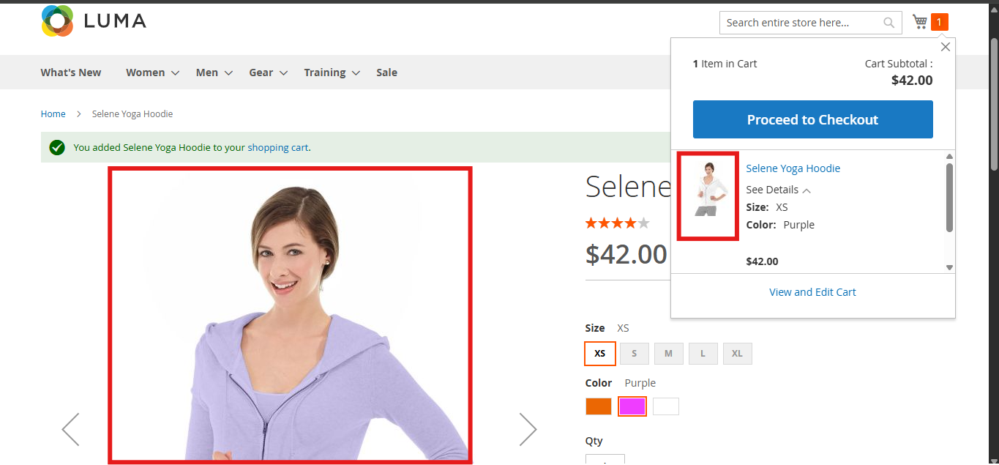 LUMA
Search entire store here...
1
What's New Women Men Gear Training Sale
1 Item in Cart
Cart Subtotal :
$42.00
Proceed to Checkout
Selene Yoga Hoodie
See Details
Size: XS
Color: Purple
$42.00
View and Edit Cart
Home Selene Yoga Hoodie
You added Selene Yoga Hoodie to your shopping cart.
Selene
$42.00
Size XS
XS S M L XL
Color Purple
Qty